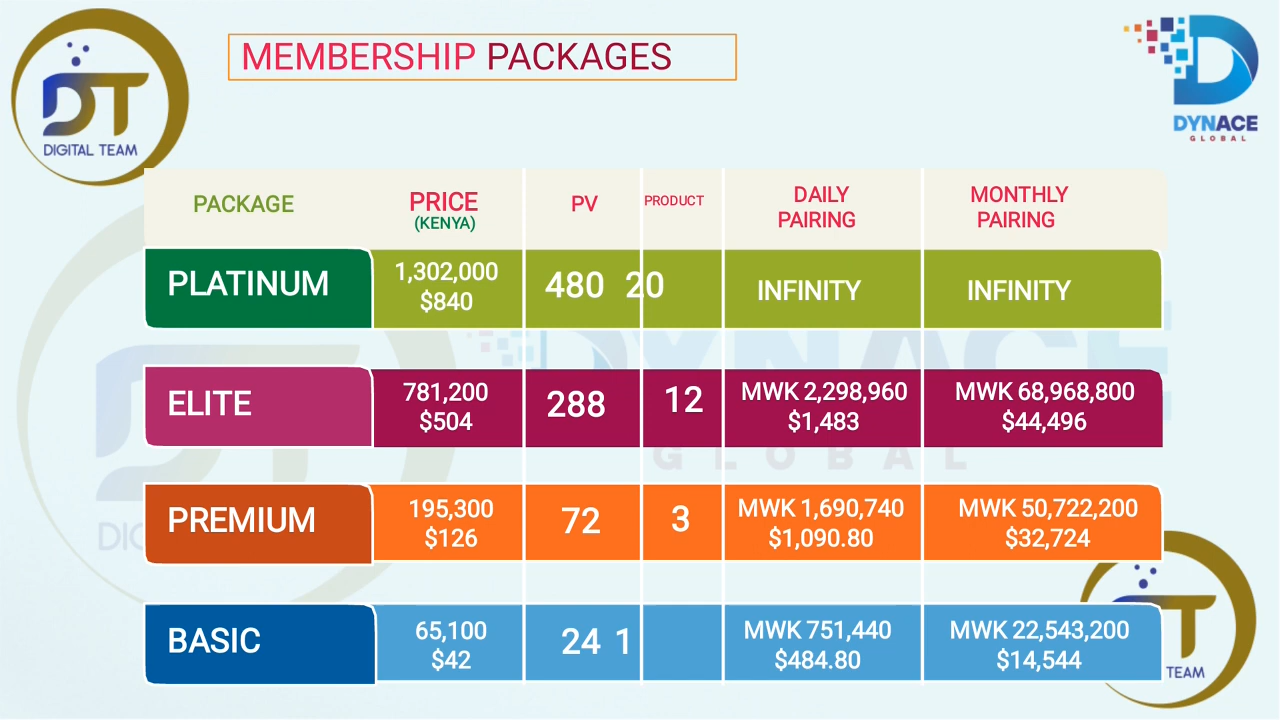 MEMBERSHIP PACKAGES
DT
DIGITAL TEAM
DYNACE
GLOBAL
PACKAGE PRICE PV PRODUCT DAILY MONTHLY
(KENYA) PAIRING PAIRING
PLATINUM 1,302,000 480 20 INFINITY INFINITY
$840
ELITE 781,200 288 12 MWK 2,298,960 MWK 68,968,800
$504 $1,483 $44,496
PREMIUM 195,300 72 3 MWK 1,690,740 MWK 50,722,200
$126 $1,090.80 $32,724
BASIC 65,100 24 1 MWK 751,440 MWK 22,543,200
$42 $484.80 $14,544
DYNACE
GLOBAL
DT
DIG
T
TEAM